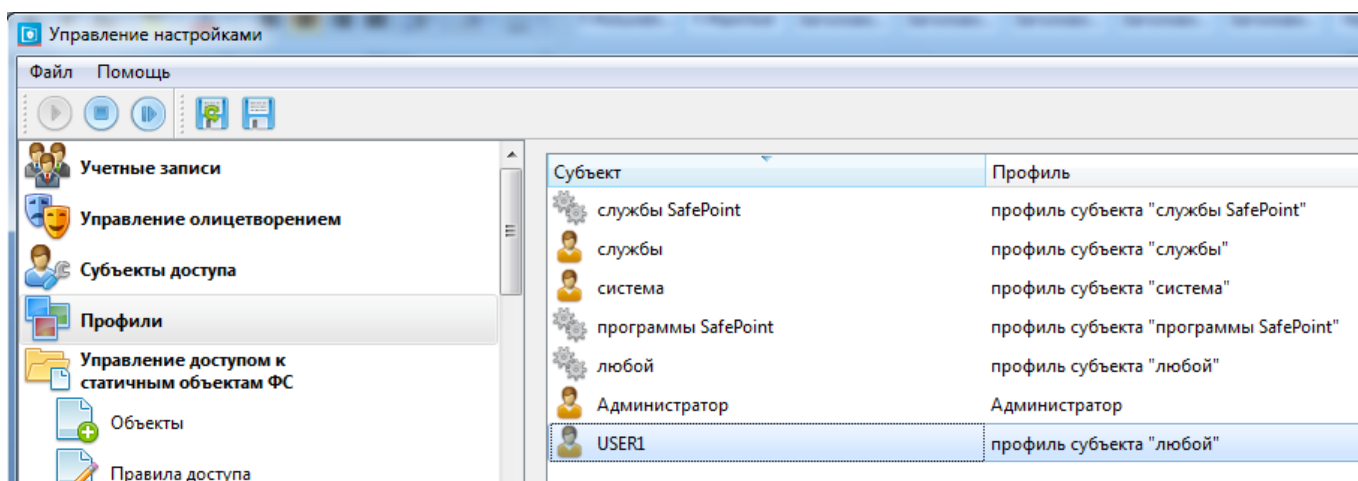 Управление настройками
Файл Помощь
Учетные записи
Управление олицетворением
Субъекты доступа
Профили
Управление доступом к
статичным объектам ФС
Объекты
Правила доступа
Субъект Профиль
службы SafePoint профиль субъекта "службы SafePoint"
службы профиль субъекта "службы"
система профиль субъекта "система"
программы SafePoint профиль субъекта "программы SafePoint"
любой профиль субъекта "любой"
Администратор Администратор
USER1 профиль субъекта "любой"